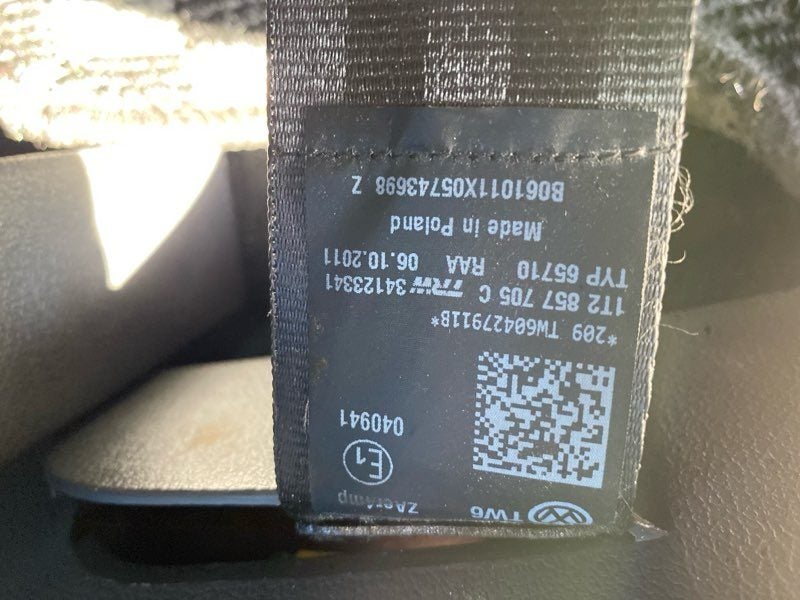 TW6 ZAerAmp
E1 040941
*209 TW60427911B*
1T2 857 705 C TRW 34123341
TYP 65710 RAA 06.10.2011
Made in Poland
B061011X05743698 Z